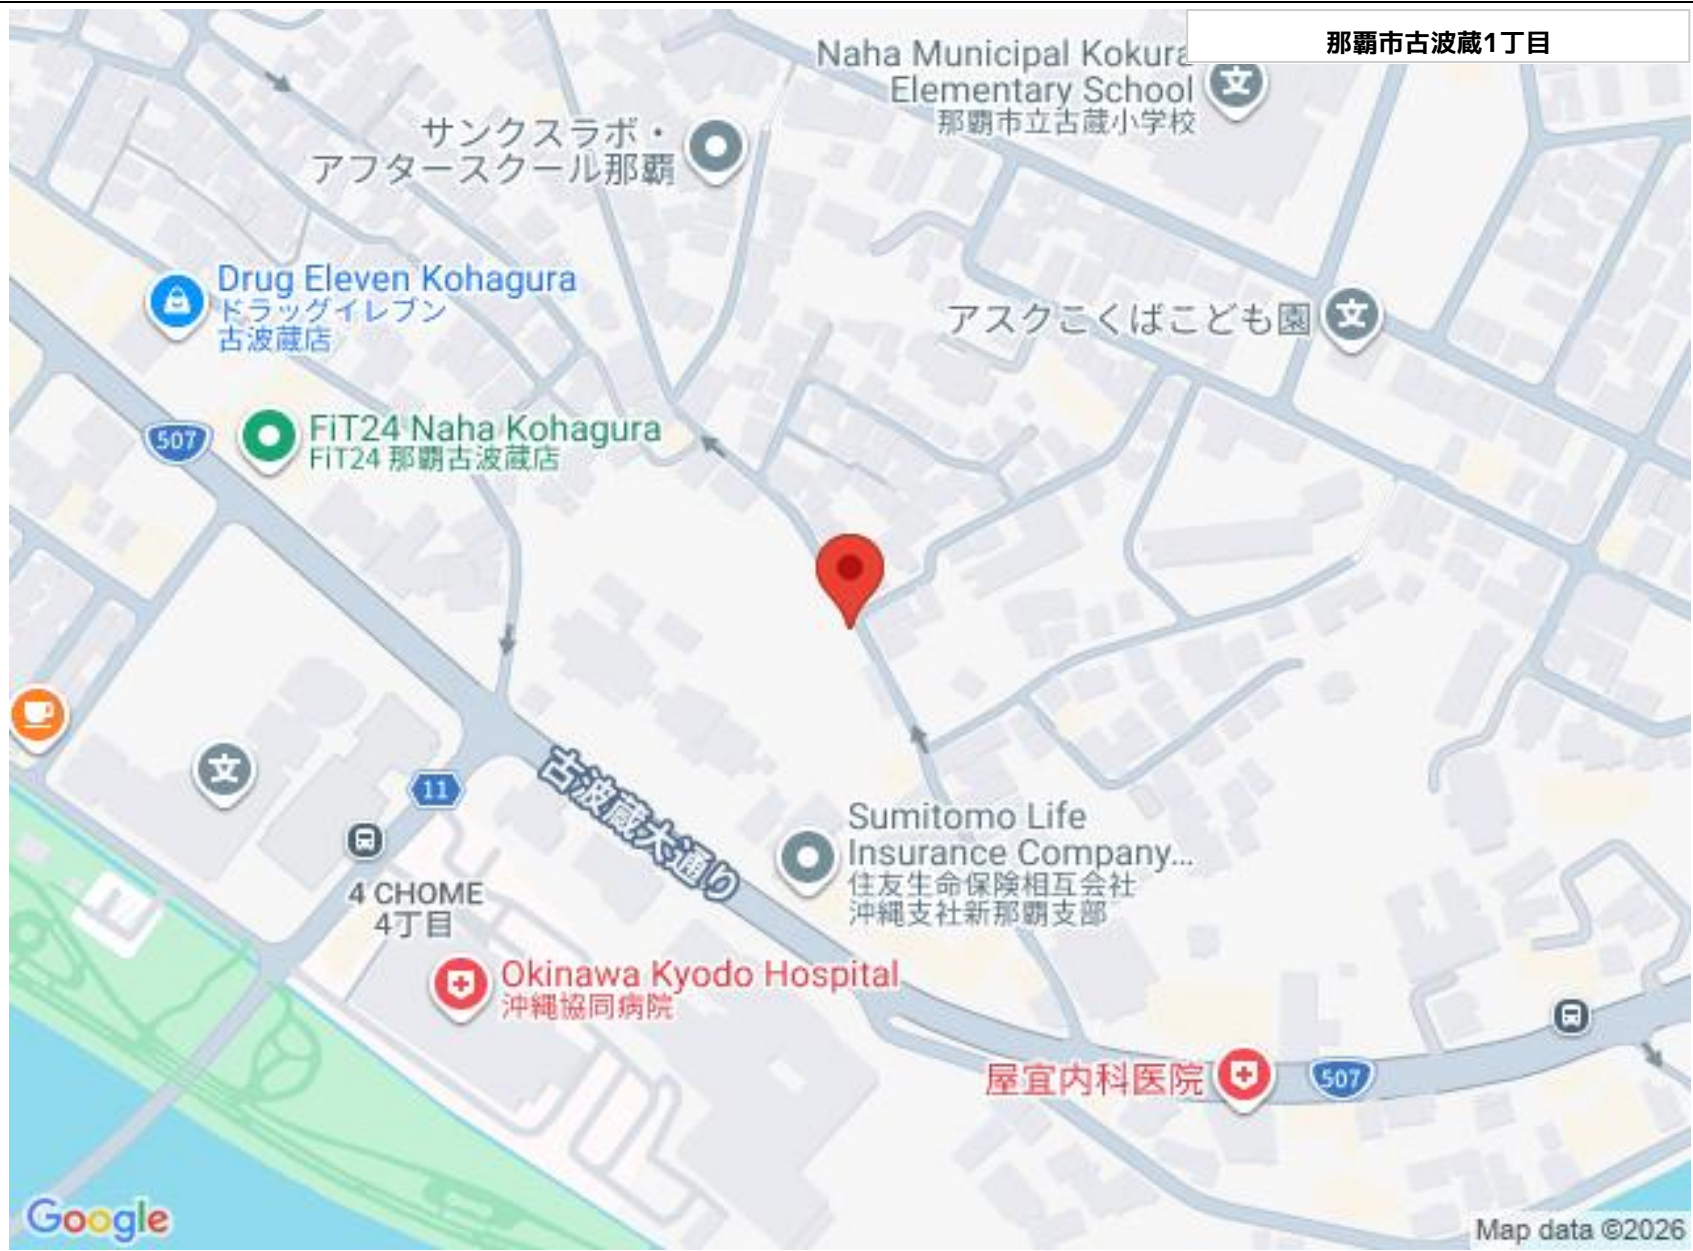 那覇市古波蔵1丁目
Naha Municipal Kokura
Elementary School
那覇市立古蔵小学校
文
サンクスラボ・
アフタースクール那覇
Drug Eleven Kohagura
ドラッグイレブン
古波蔵店
アスクこくばこども園
文
507
FiT24 Naha Kohagura
FiT24 那覇古波蔵店
文
11
古波蔵大通り
4 CHOME
4丁目
Sumitomo Life
Insurance Company...
住友生命保険相互会社
沖縄支社新那覇支部
Okinawa Kyodo Hospital
沖縄協同病院
屋宜内科医院
507
Google
Map data ©2026